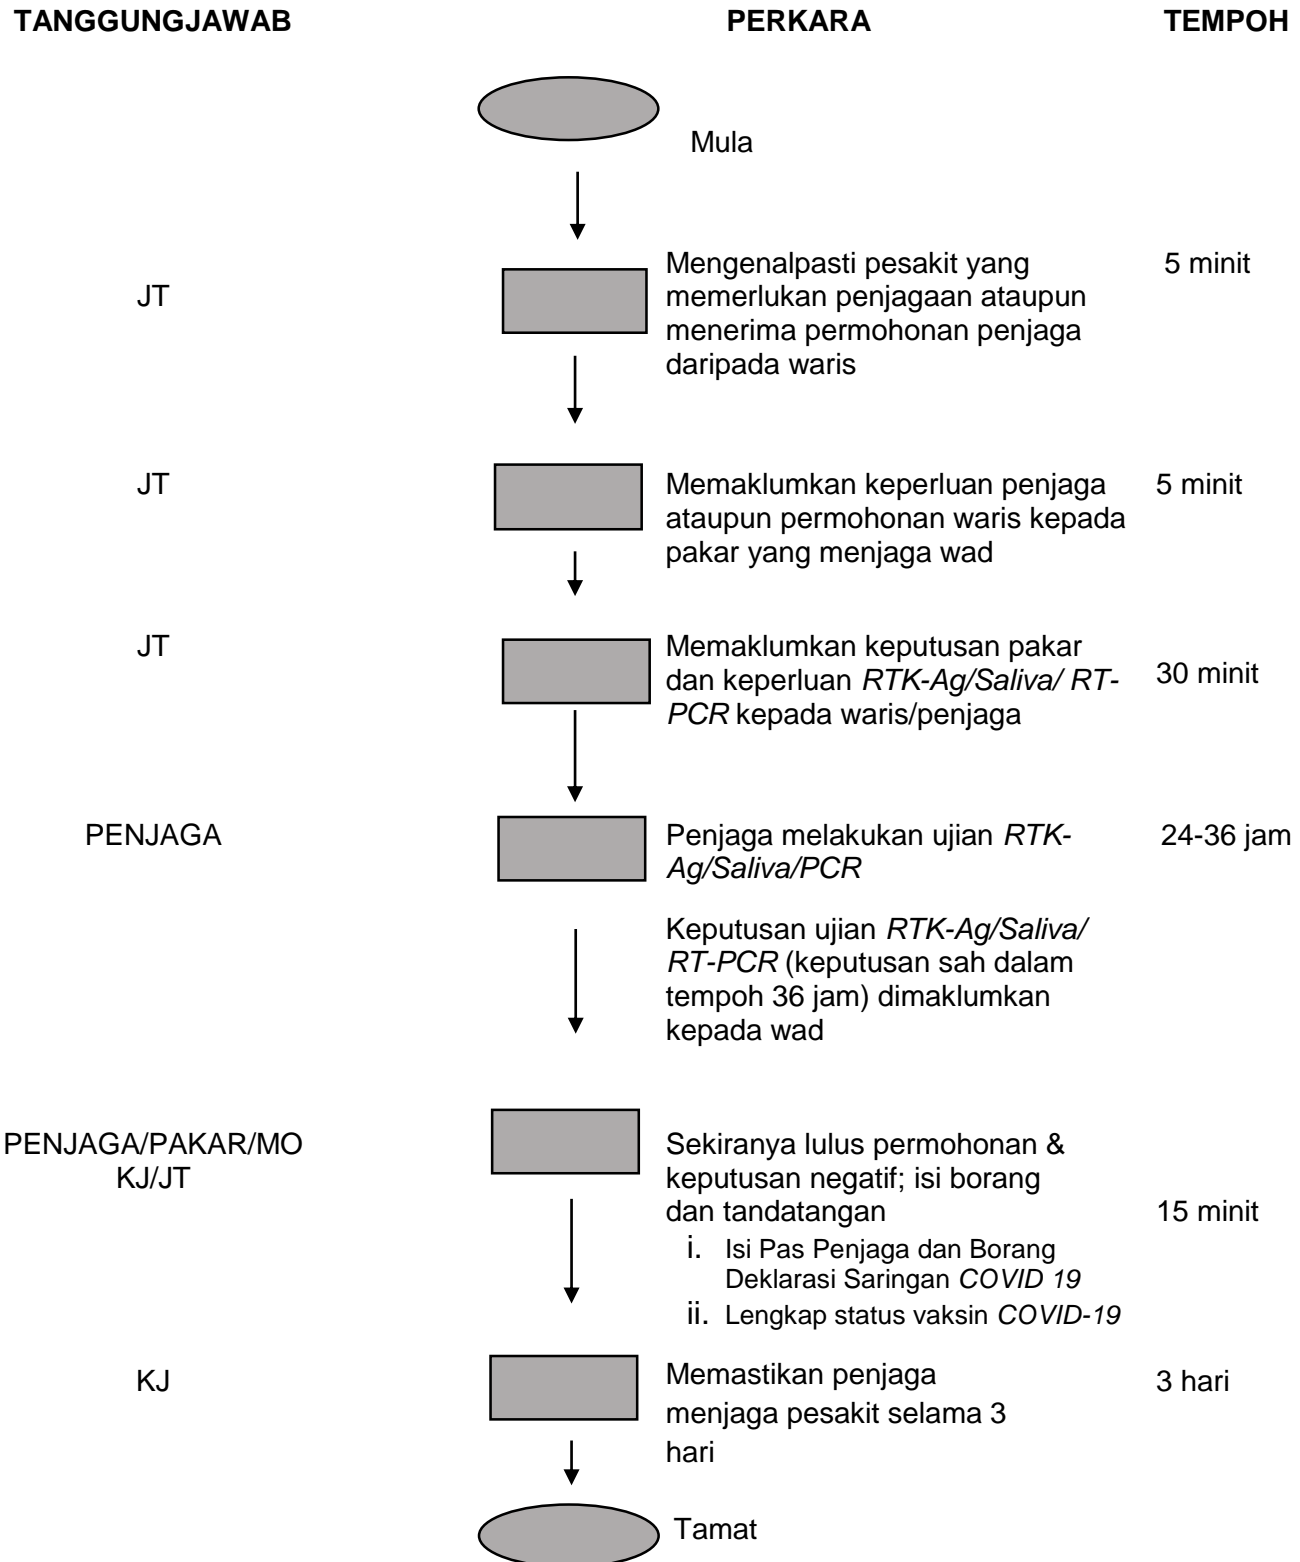 TANGGUNGJAWAB PERKARA TEMPOH
Mula
Mengenalpasti pesakit yang 5 minit
JT memerlukan penjagaan ataupun
menerima permohonan penjaga
daripada waris
JT Memaklumkan keperluan penjaga 5 minit
ataupun permohonan waris kepada
pakar yang menjaga wad
JT Memaklumkan keputusan pakar
dan keperluan RTK-Ag/Saliva/ RT- 30 minit
PCR kepada waris/penjaga
PENJAGA Penjaga melakukan ujian RTK- 24-36 jam
Ag/Saliva/PCR
Keputusan ujian RTK-Ag/Saliva/
RT-PCR (keputusan sah dalam
tempoh 36 jam) dimaklumkan
kepada wad
PENJAGA/PAKAR/MO Sekiranya lulus permohonan &
KJ/JT keputusan negatif; isi borang
dan tandatangan 15 minit
i. Isi Pas Penjaga dan Borang
Deklarasi Saringan COVID 19
ii. Lengkap status vaksin COVID-19
KJ Memastikan penjaga 3 hari
menjaga pesakit selama 3
hari
Tamat